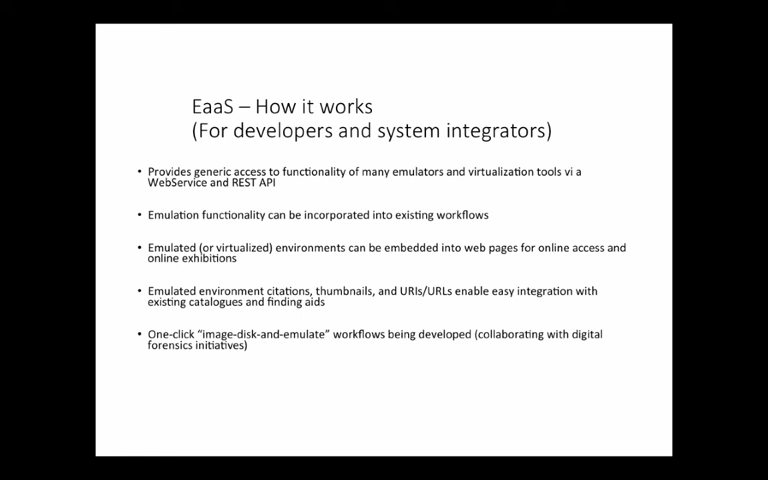 EaaS – How it works
(For developers and system integrators)
• Provides generic access to functionality of many emulators and virtualization tools vi a
WebService and REST API
• Emulation functionality can be incorporated into existing workflows
• Emulated (or virtualized) environments can be embedded into web pages for online access and
online exhibitions
• Emulated environment citations, thumbnails, and URIs/URLs enable easy integration with
existing catalogues and finding aids
• One-click “image-disk-and-emulate” workflows being developed (collaborating with digital
forensics initiatives)